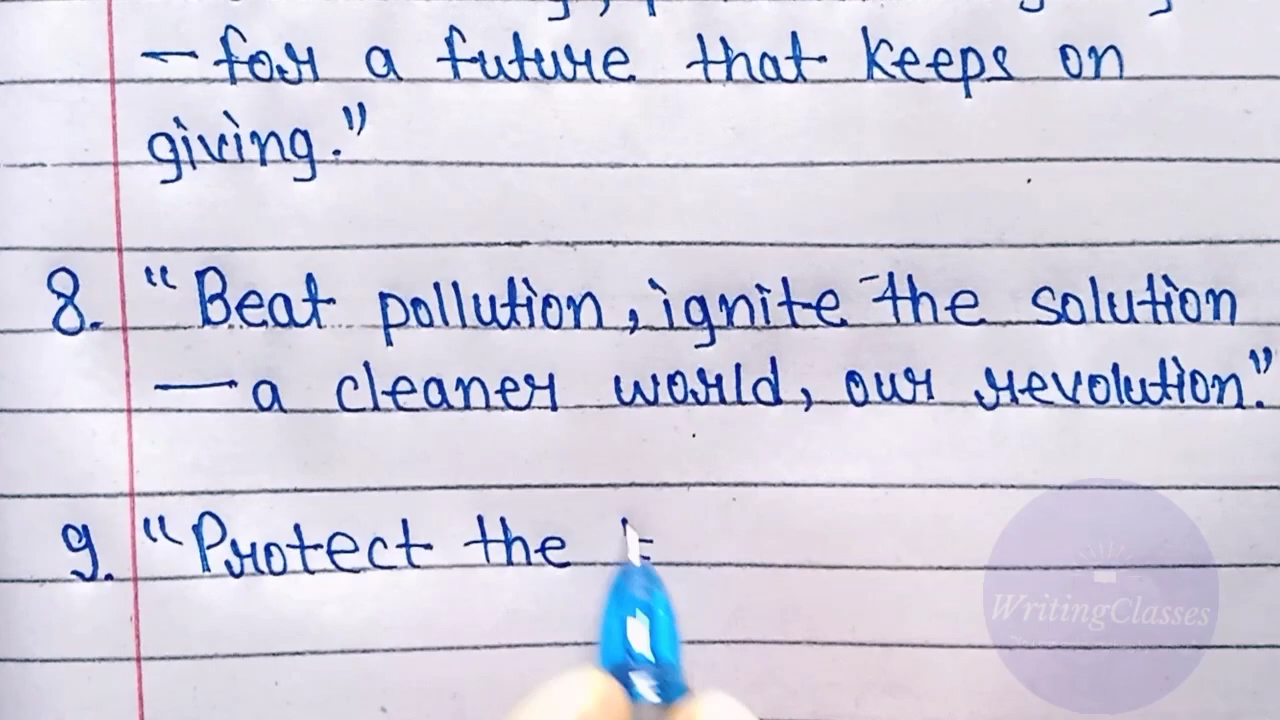 — for a future that keeps on
giving."
8. "Beat pollution, ignite the solution
— a cleaner world, our revolution."
9. "Protect the
WritingClasses